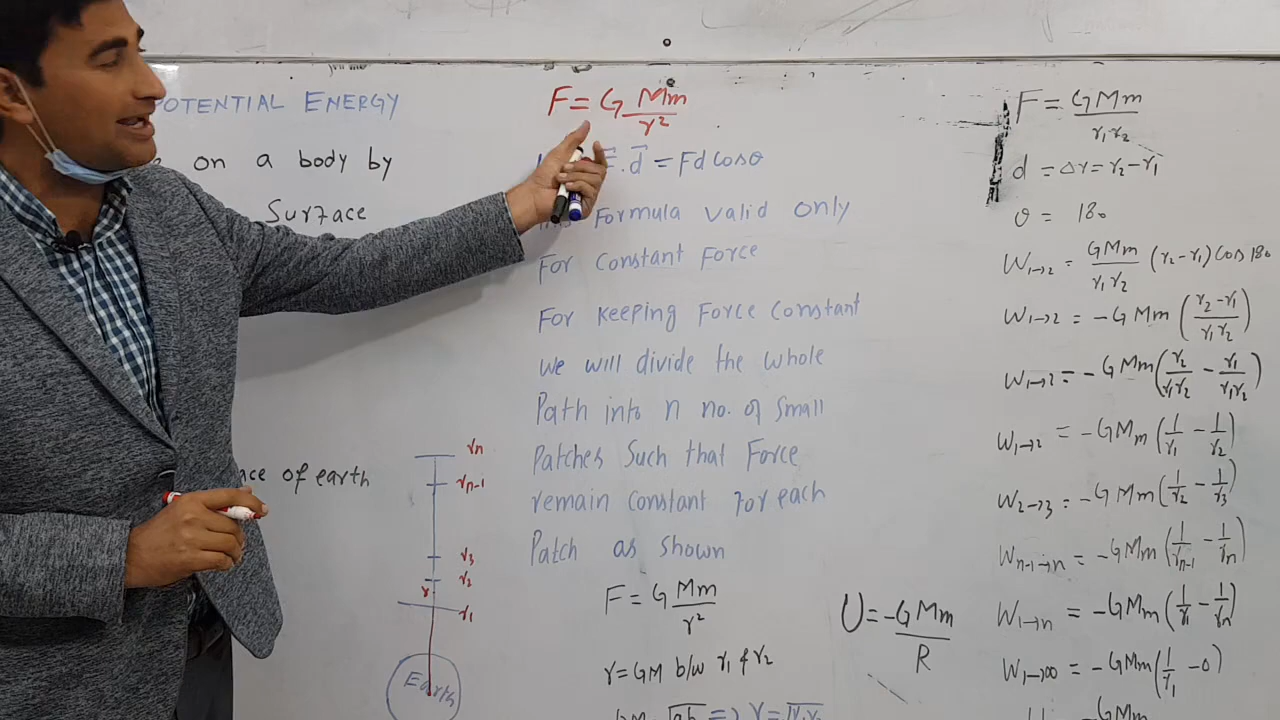 POTENTIAL ENERGY
on a body by
Surface
ace of earth
rn
rn-1
r3
r2
r
r1
Earth
F = G Mm/r²
. d = Fd Cosθ
Formula valid only
For Constant Force
For Keeping Force Constant
We will divide the whole
Path into n no. of Small
Patches Such that Force
remain Constant For each
Patch as shown
F = G Mm/r²
r = GM b/w r1 & r2
√ab => r = √r1r2
U = -GMm/R
F = GMm/r1r2
d = Δr = r2-r1
θ = 180
W1→2 = GMm/r1r2 (r2-r1) Cos 180
W1→2 = -GMm (r2-r1/r1r2)
W1→2 = -GMm (r2/r1r2 - r1/r1r2)
W1→2 = -GMm (1/r1 - 1/r2)
W2→3 = -GMm (1/r2 - 1/r3)
Wn-1→n = -GMm (1/rn-1 - 1/rn)
W1→n = -GMm (1/r1 - 1/rn)
W1→∞ = -GMm (1/r1 - 0)
-GMm